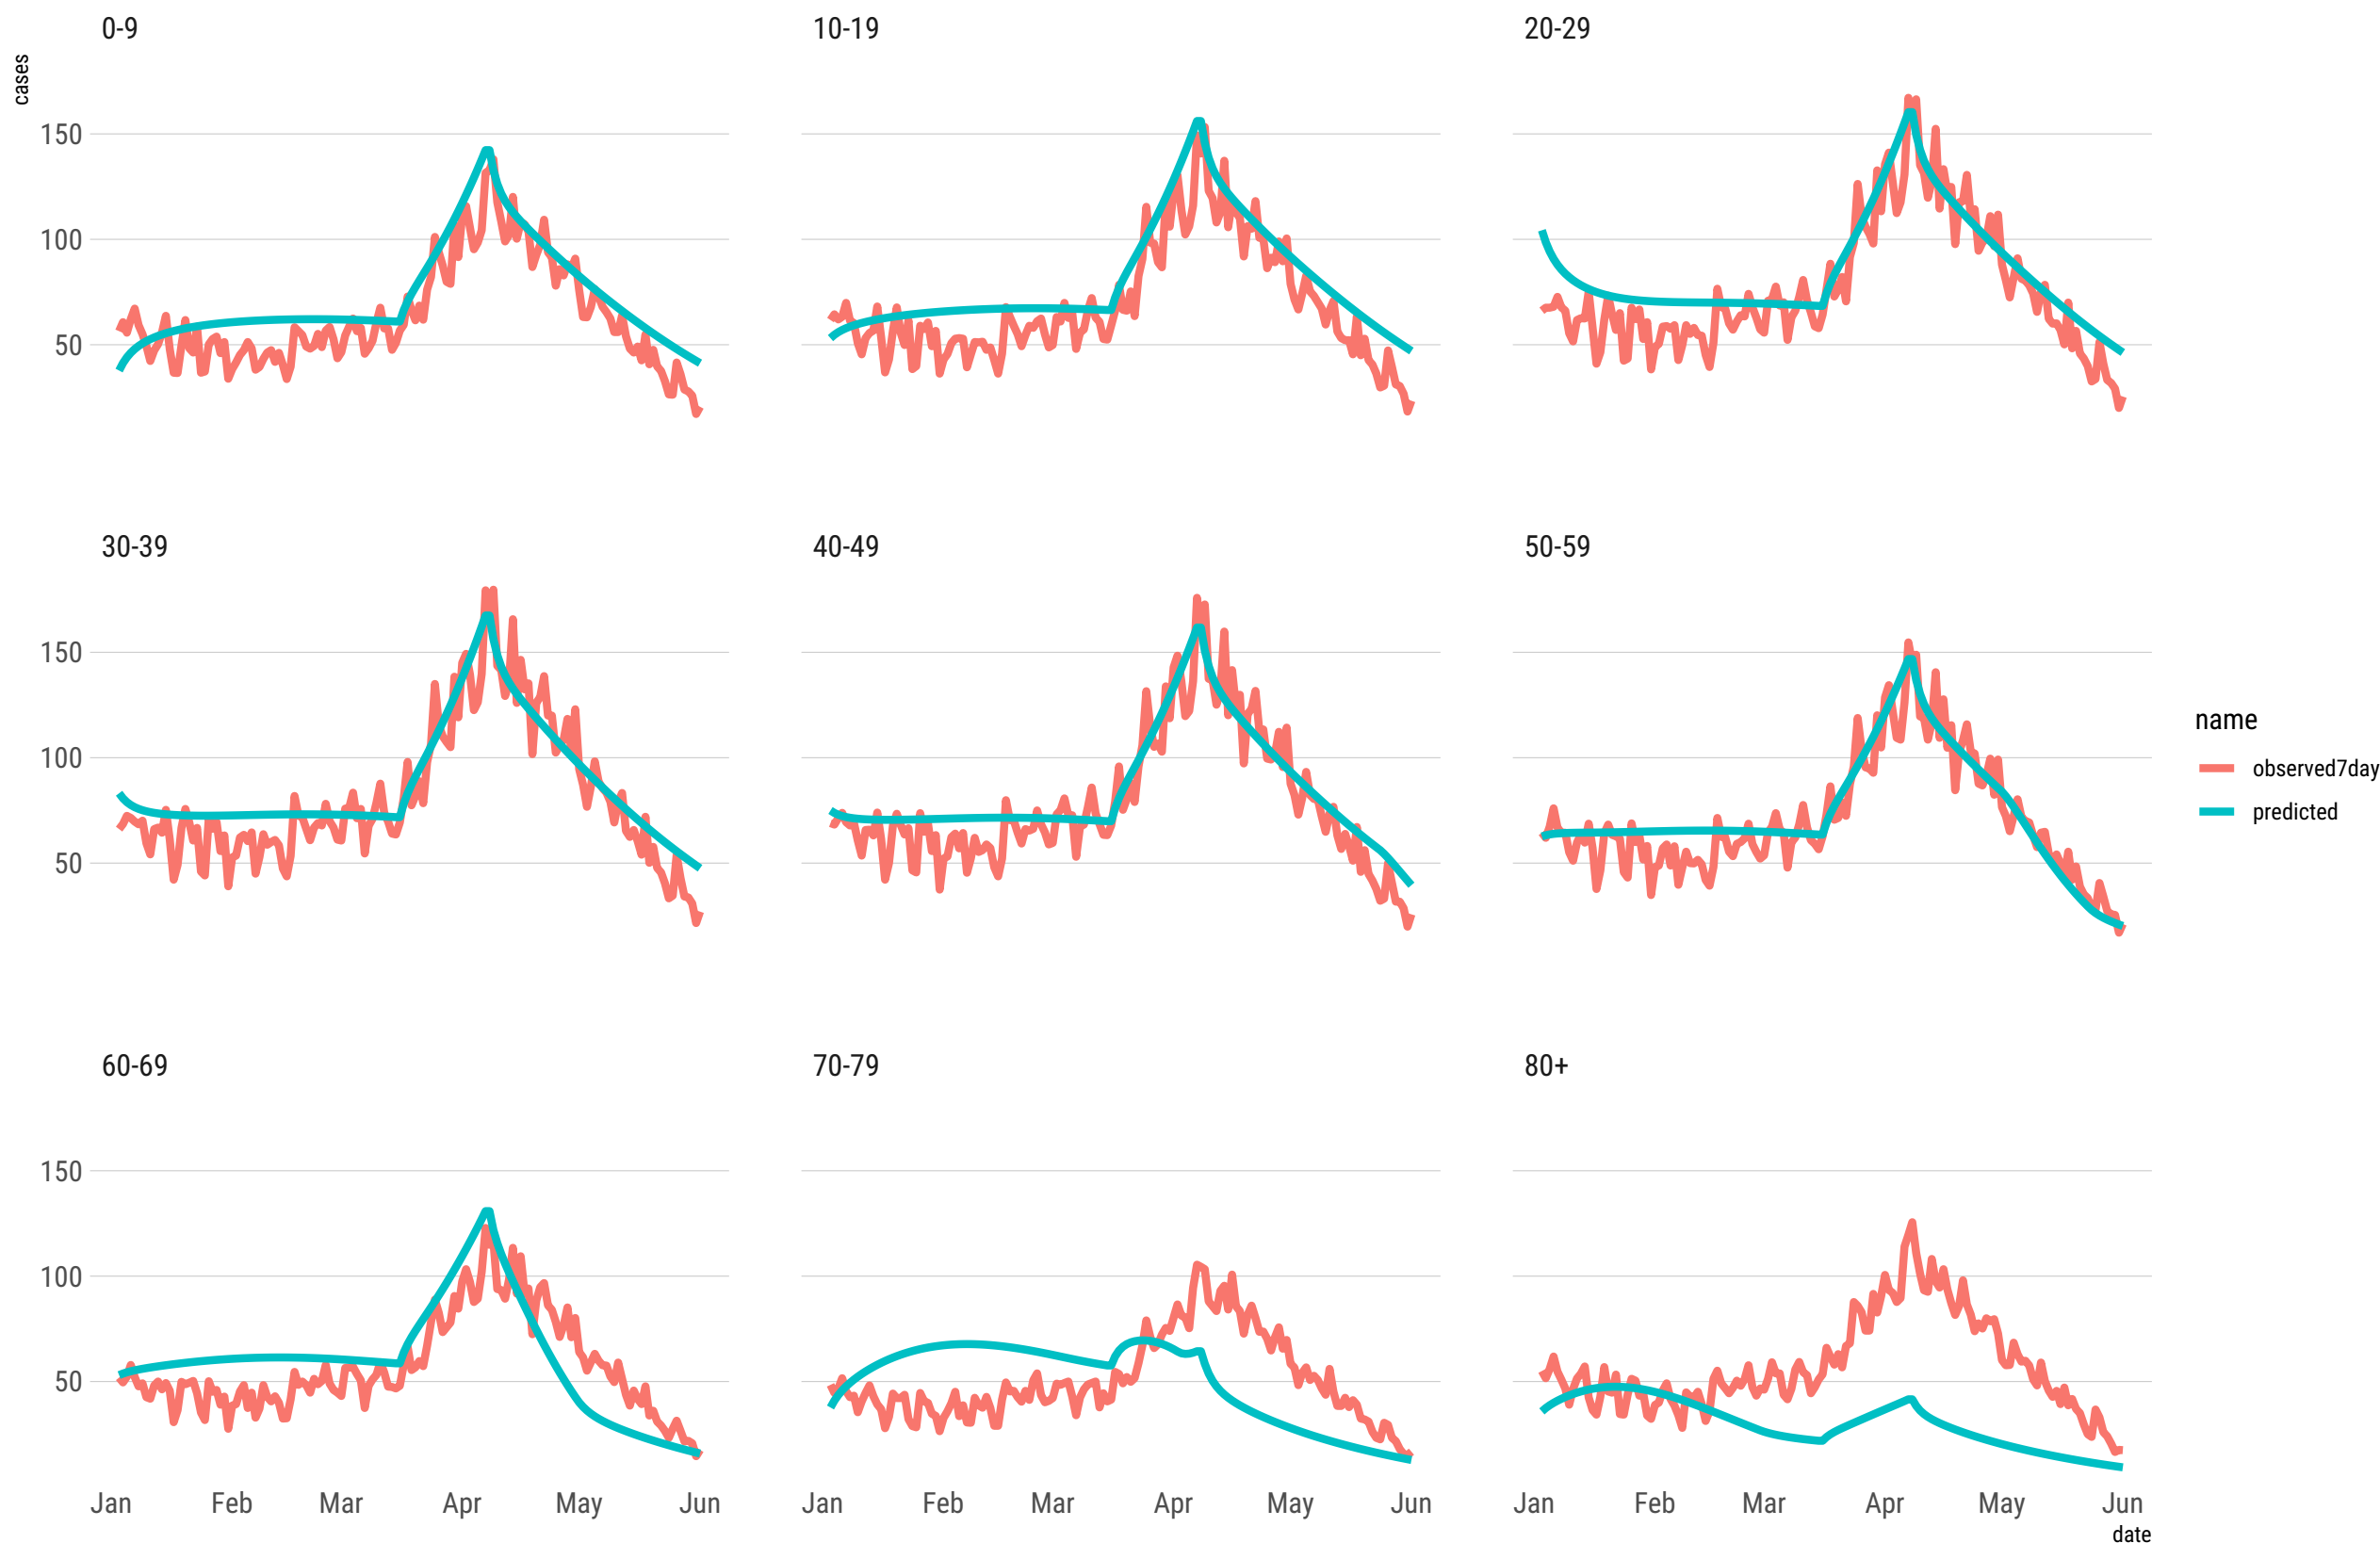 0-9
10-19
20-29
cases
150
100
50
30-39
40-49
50-59
150
100
50
name
observed7day
predicted
60-69
70-79
80+
150
100
50
Jan Feb Mar Apr May Jun
Jan Feb Mar Apr May Jun
Jan Feb Mar Apr May Jun
date